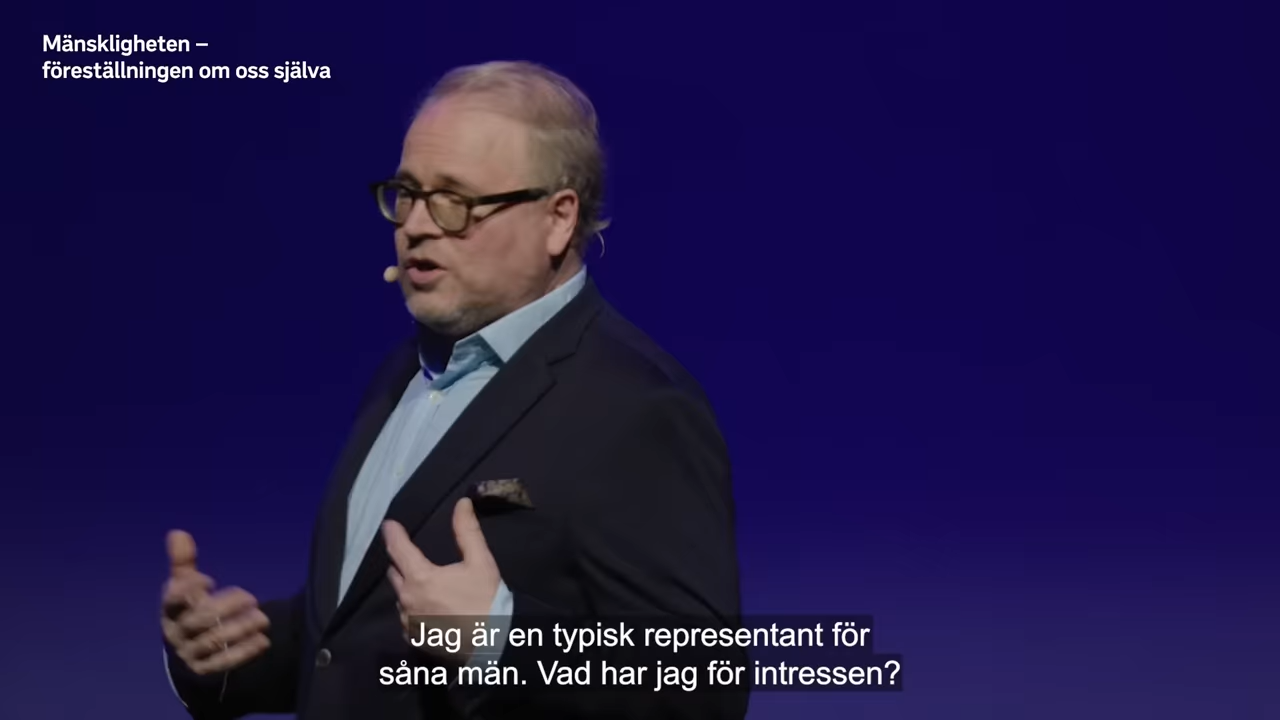 Mänskligheten –
föreställningen om oss själva
Jag är en typisk representant för
såna män. Vad har jag för intressen?